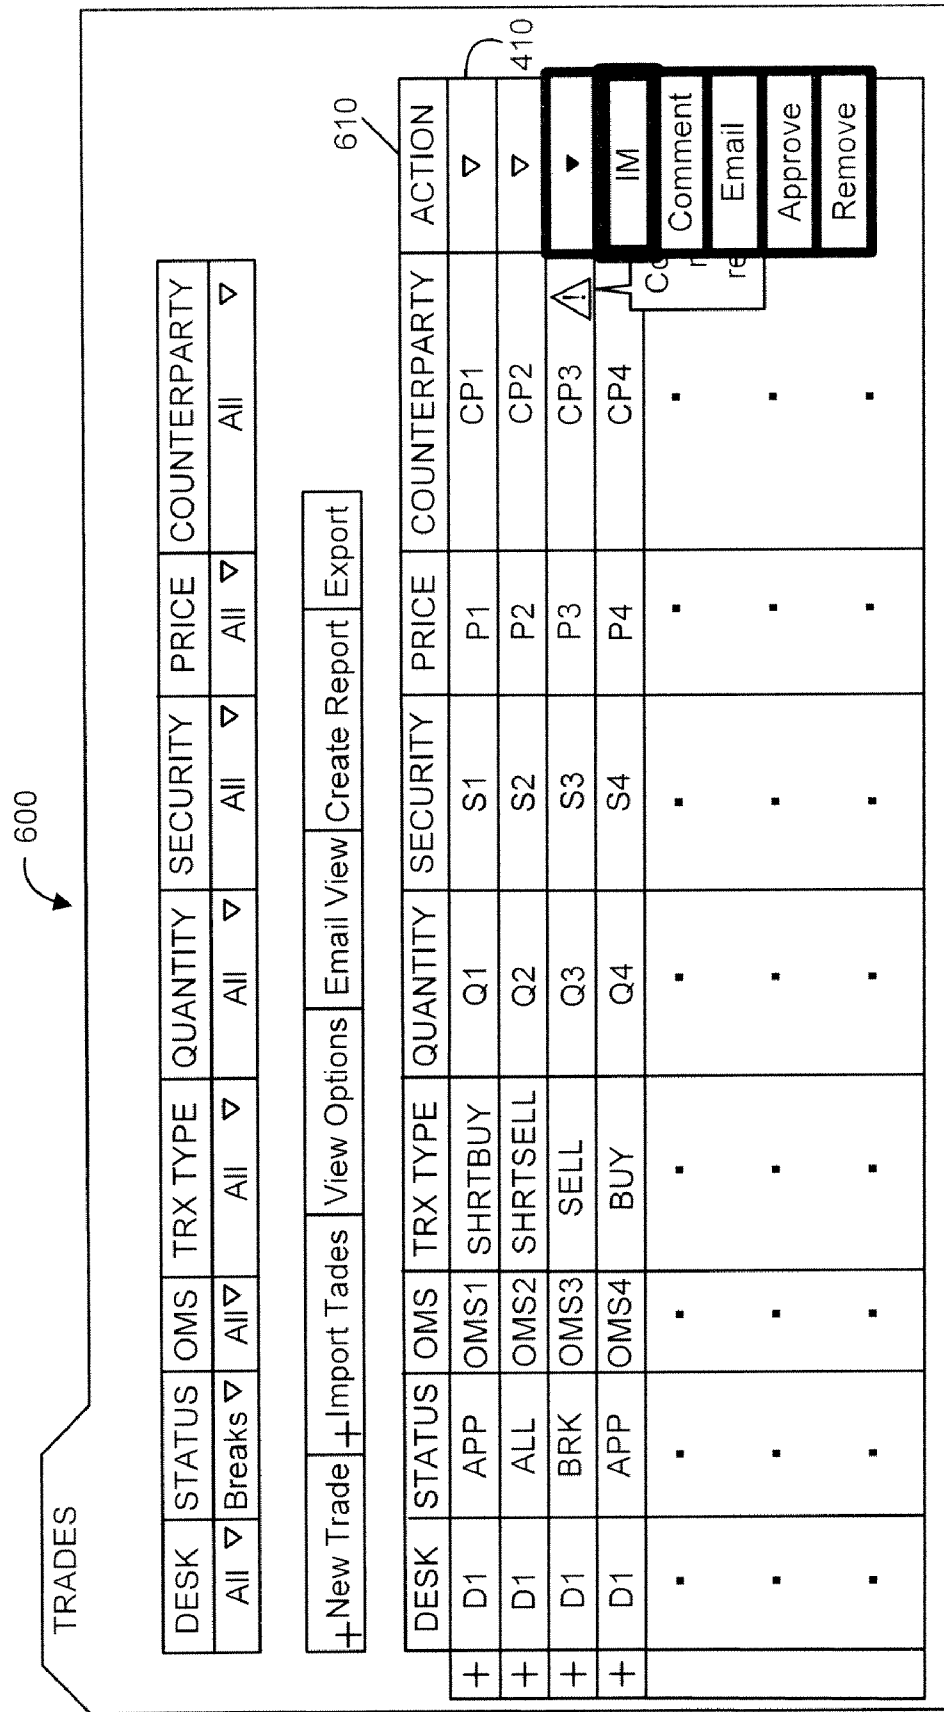 600
TRADES
DESK STATUS OMS TRX TYPE QUANTITY SECURITY PRICE COUNTERPARTY
All Breaks All All All All All All
+New Trade +Import Tades View Options Email View Create Report Export
610
DESK STATUS OMS TRX TYPE QUANTITY SECURITY PRICE COUNTERPARTY ACTION
+ D1 APP OMS1 SHRTBUY Q1 S1 P1 CP1
410
+ D1 ALL OMS2 SHRTSELL Q2 S2 P2 CP2
+ D1 BRK OMS3 SELL Q3 S3 P3 CP3 !
+ D1 APP OMS4 BUY Q4 S4 P4 CP4 IM
Comment
Email
Approve
Remove